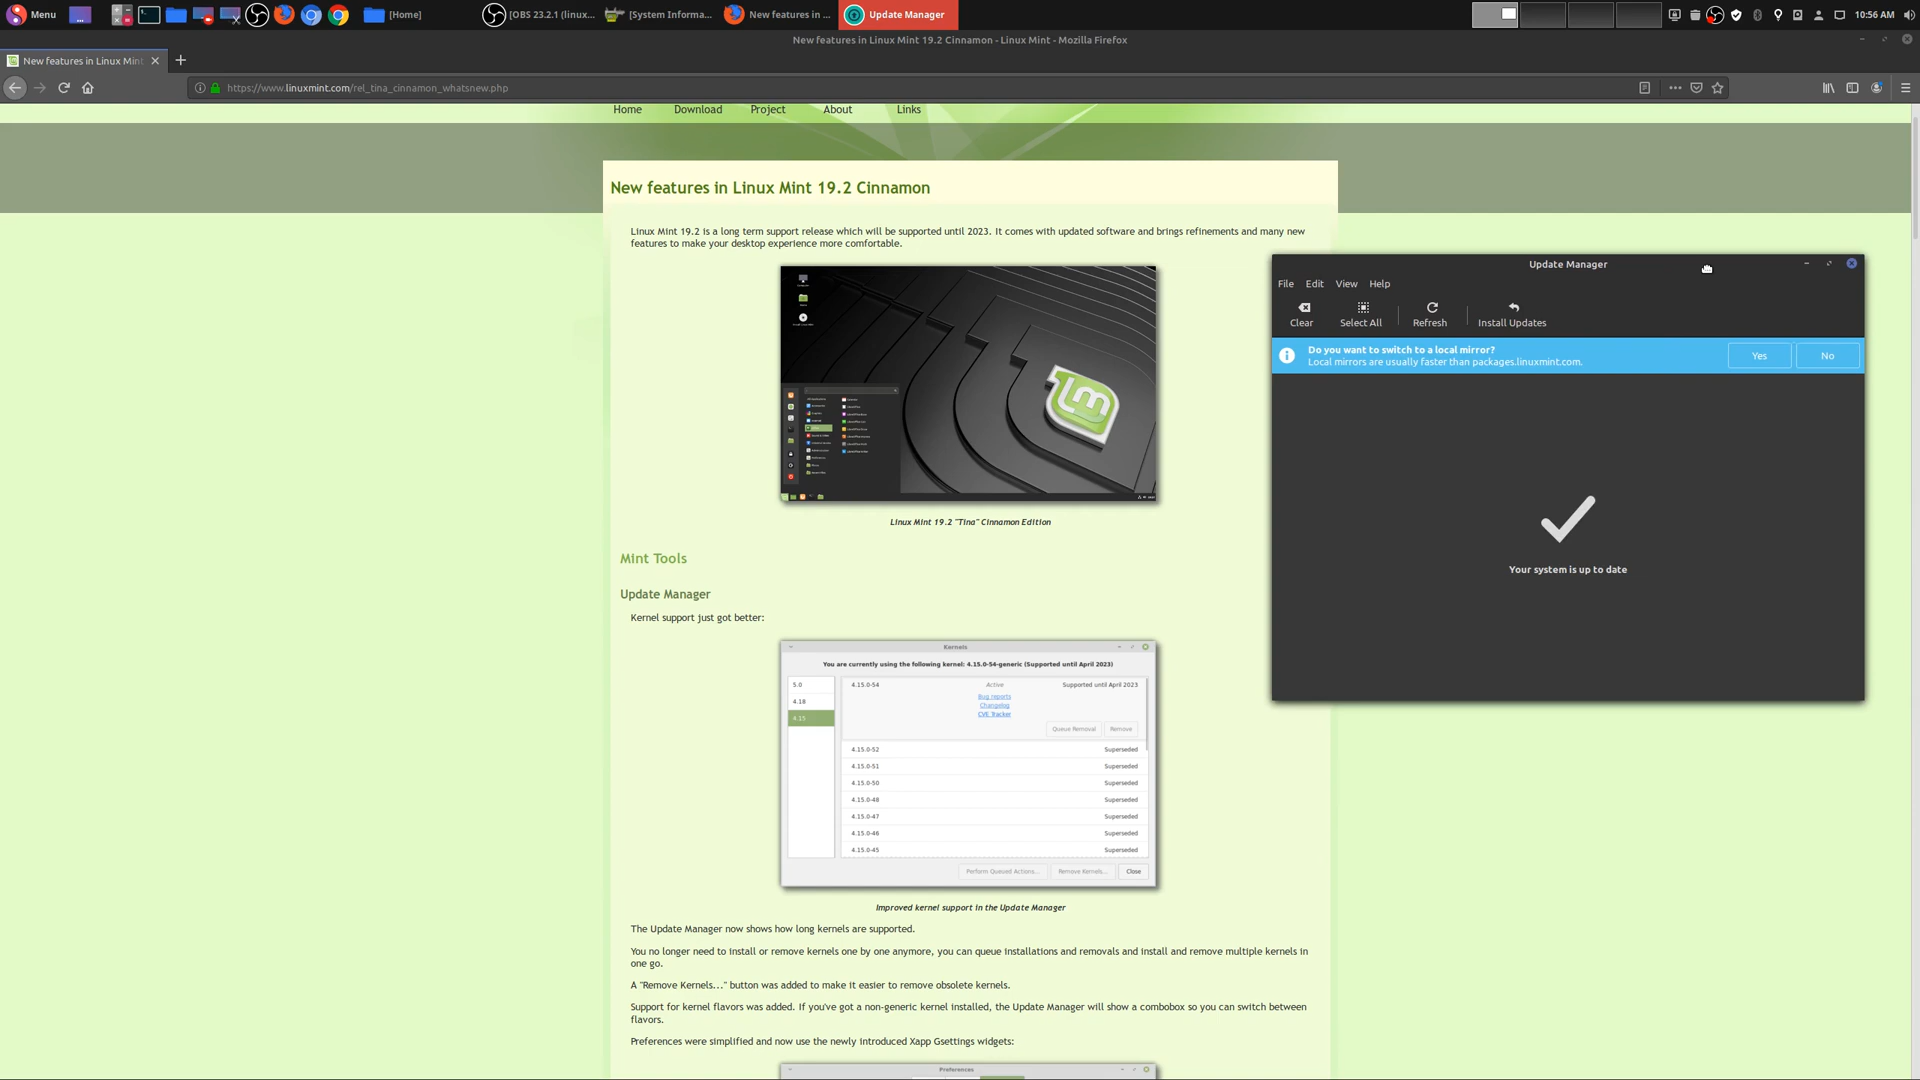 Menu
[Home]
[OBS 23.2.1 (linux...
[System Informa...
New features in ...
Update Manager
10:56 AM
New features in Linux Mint 19.2 Cinnamon - Linux Mint - Mozilla Firefox
New features in Linux Mint
https://www.linuxmint.com/rel_tina_cinnamon_whatsnew.php
Home
Download
Project
About
Links
New features in Linux Mint 19.2 Cinnamon
Linux Mint 19.2 is a long term support release which will be supported until 2023. It comes with updated software and brings refinements and many new
features to make your desktop experience more comfortable.
Linux Mint 19.2 "Tina" Cinnamon Edition
Mint Tools
Update Manager
Kernel support just got better:
Kernels
You are currently using the following kernel: 4.15.0-54-generic (Supported until April 2023)
5.0
4.18
4.15
4.15.0-54
Active
Supported until April 2023
Bug reports
Changelog
CVE Tracker
Queue Removal
Remove
4.15.0-52
Superseded
4.15.0-51
Superseded
4.15.0-50
Superseded
4.15.0-48
Superseded
4.15.0-47
Superseded
4.15.0-46
Superseded
4.15.0-45
Superseded
Perform Queued Actions...
Remove Kernels...
Close
Improved kernel support in the Update Manager
The Update Manager now shows how long kernels are supported.
You no longer need to install or remove kernels one by one anymore, you can queue installations and removals and install and remove multiple kernels in
one go.
A "Remove Kernels..." button was added to make it easier to remove obsolete kernels.
Support for kernel flavors was added. If you've got a non-generic kernel installed, the Update Manager will show a combobox so you can switch between
flavors.
Preferences were simplified and now use the newly introduced Xapp Gsettings widgets:
Preferences
Update Manager
File
Edit
View
Help
Clear
Select All
Refresh
Install Updates
Do you want to switch to a local mirror?
Local mirrors are usually faster than packages.linuxmint.com.
Yes
No
Your system is up to date